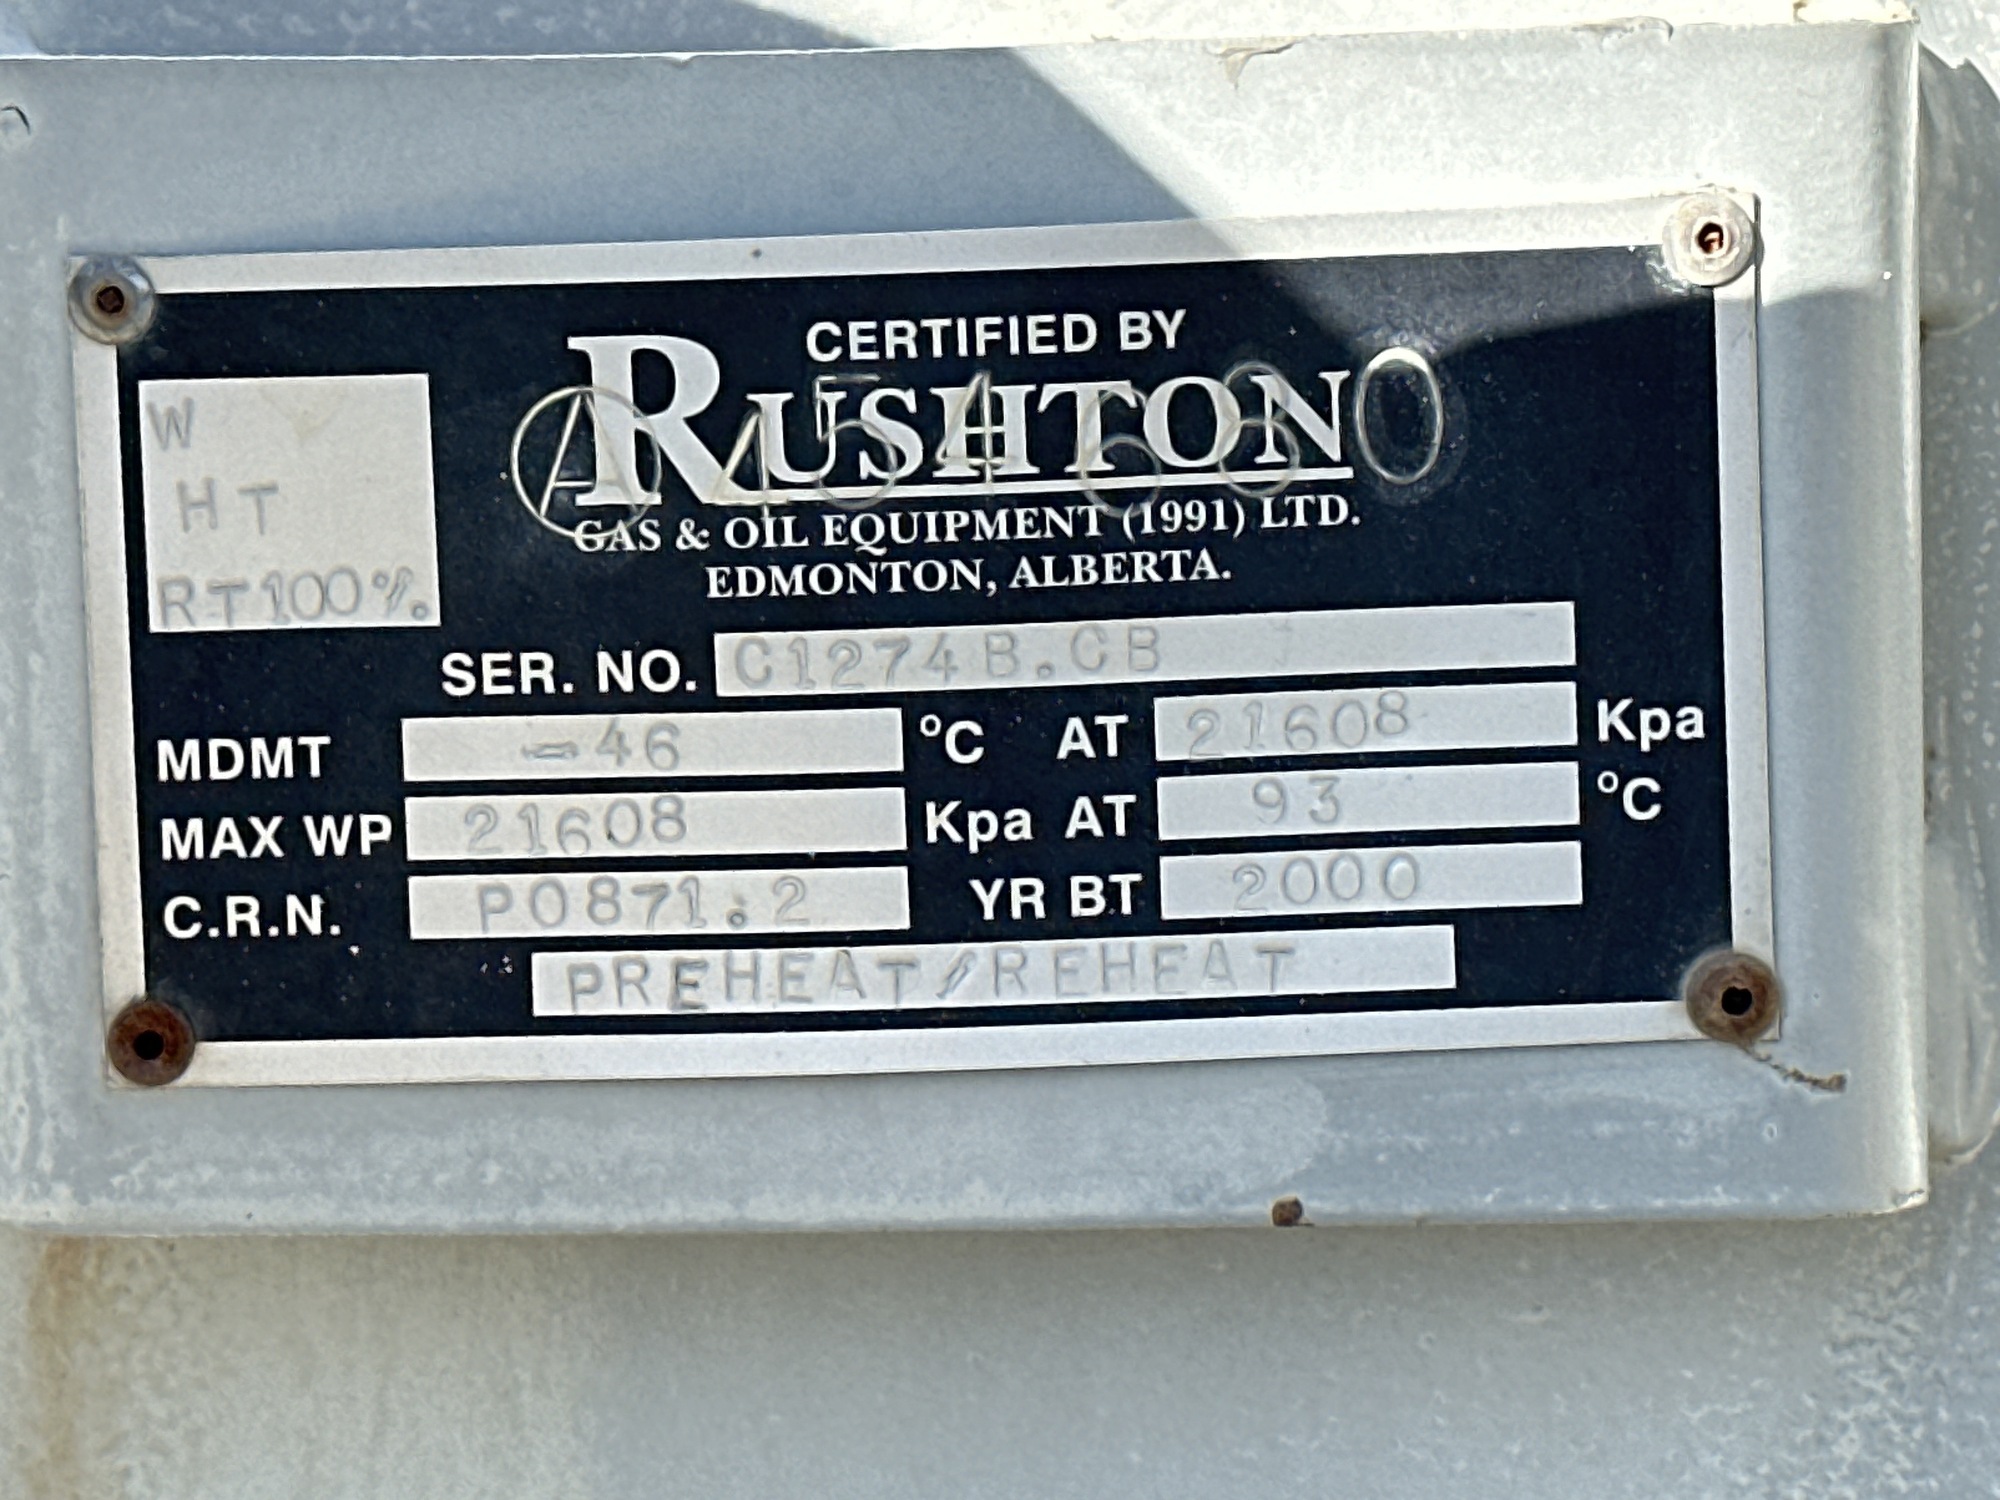 CERTIFIED BY
RUSHTON
A 454680
GAS & OIL EQUIPMENT (1991) LTD.
EDMONTON, ALBERTA.
W
HT
RT100%.
SER. NO. C1274B.CB
MDMT -46 °C AT 21608 Kpa
MAX WP 21608 Kpa AT 93 °C
C.R.N. P0871.2 YR BT 2000
PREHEAT/REHEAT